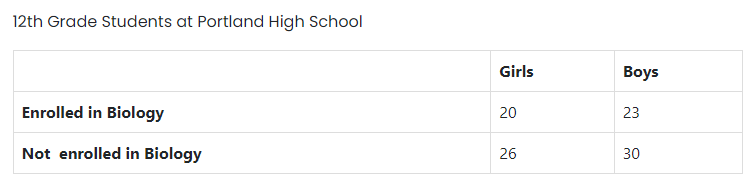 12th Grade Students at Portland High School
Girls Boys
Enrolled in Biology 20 23
Not enrolled in Biology 26 30